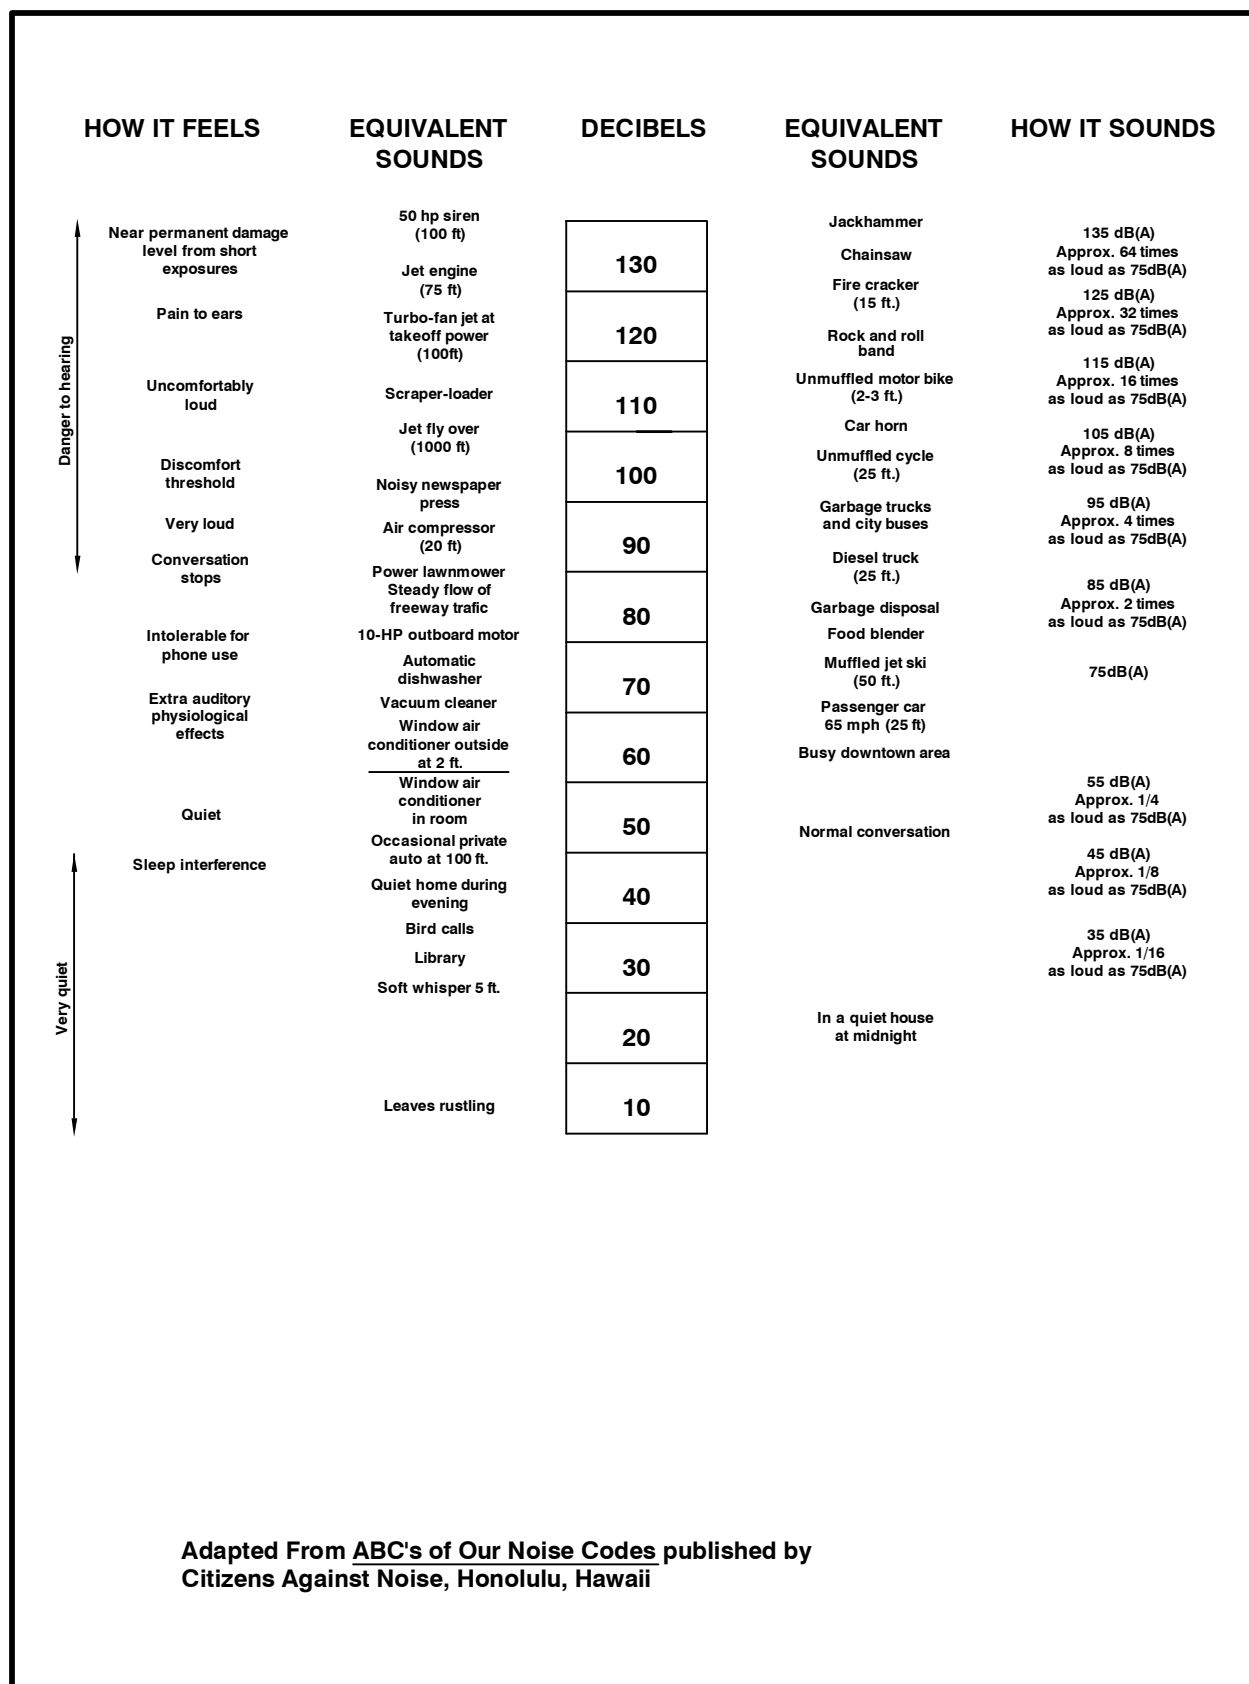 HOW IT FEELS
EQUIVALENT
SOUNDS
DECIBELS
EQUIVALENT
SOUNDS
HOW IT SOUNDS
Danger to hearing
Very quiet
Near permanent damage
level from short
exposures
Pain to ears
Uncomfortably
loud
Discomfort
threshold
Very loud
Conversation
stops
Intolerable for
phone use
Extra auditory
physiological
effects
Quiet
Sleep interference
50 hp siren
(100 ft)
Jet engine
(75 ft)
Turbo-fan jet at
takeoff power
(100ft)
Scraper-loader
Jet fly over
(1000 ft)
Noisy newspaper
press
Air compressor
(20 ft)
Power lawnmower
Steady flow of
freeway trafic
10-HP outboard motor
Automatic
dishwasher
Vacuum cleaner
Window air
conditioner outside
at 2 ft.
Window air
conditioner
in room
Occasional private
auto at 100 ft.
Quiet home during
evening
Bird calls
Library
Soft whisper 5 ft.
Leaves rustling
130
120
110
100
90
80
70
60
50
40
30
20
10
Jackhammer
Chainsaw
Fire cracker
(15 ft.)
Rock and roll
band
Unmuffled motor bike
(2-3 ft.)
Car horn
Unmuffled cycle
(25 ft.)
Garbage trucks
and city buses
Diesel truck
(25 ft.)
Garbage disposal
Food blender
Muffled jet ski
(50 ft.)
Passenger car
65 mph (25 ft)
Busy downtown area
Normal conversation
In a quiet house
at midnight
135 dB(A)
Approx. 64 times
as loud as 75dB(A)
125 dB(A)
Approx. 32 times
as loud as 75dB(A)
115 dB(A)
Approx. 16 times
as loud as 75dB(A)
105 dB(A)
Approx. 8 times
as loud as 75dB(A)
95 dB(A)
Approx. 4 times
as loud as 75dB(A)
85 dB(A)
Approx. 2 times
as loud as 75dB(A)
75dB(A)
55 dB(A)
Approx. 1/4
as loud as 75dB(A)
45 dB(A)
Approx. 1/8
as loud as 75dB(A)
35 dB(A)
Approx. 1/16
as loud as 75dB(A)
Adapted From ABC's of Our Noise Codes published by
Citizens Against Noise, Honolulu, Hawaii